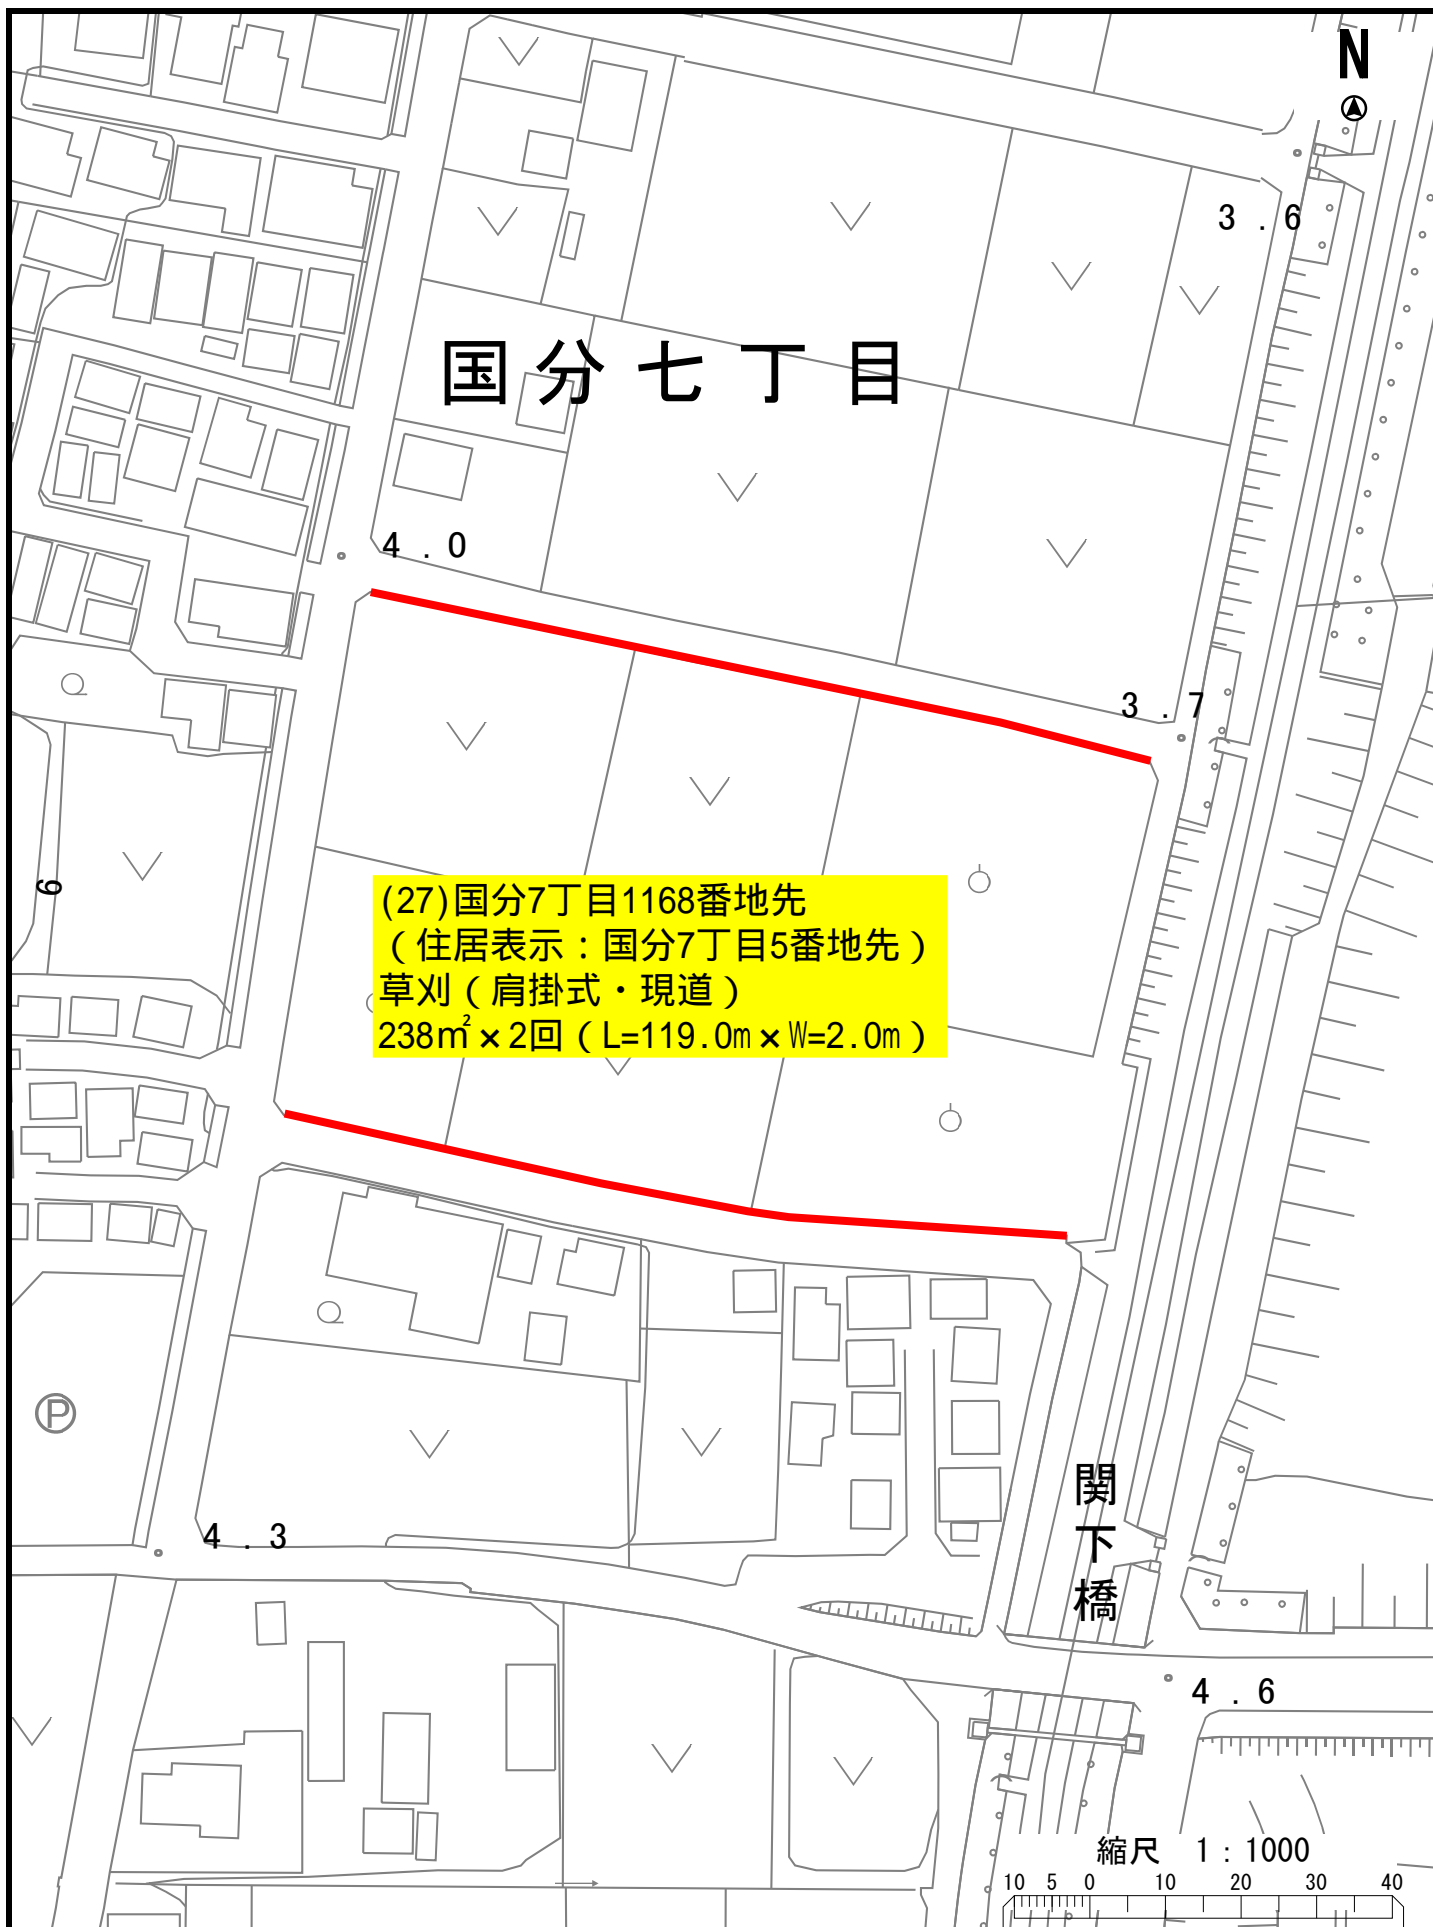 N
3.6
国分七丁目
4.0
3.7
6
(27)国分7丁目1168番地先
（住居表示：国分7丁目5番地先）
草刈（肩掛式・現道）
238㎡×2回（L=119.0m×W=2.0m）
P
関下橋
4.3
4.6
縮尺 1:1000
10 5 0 10 20 30 40